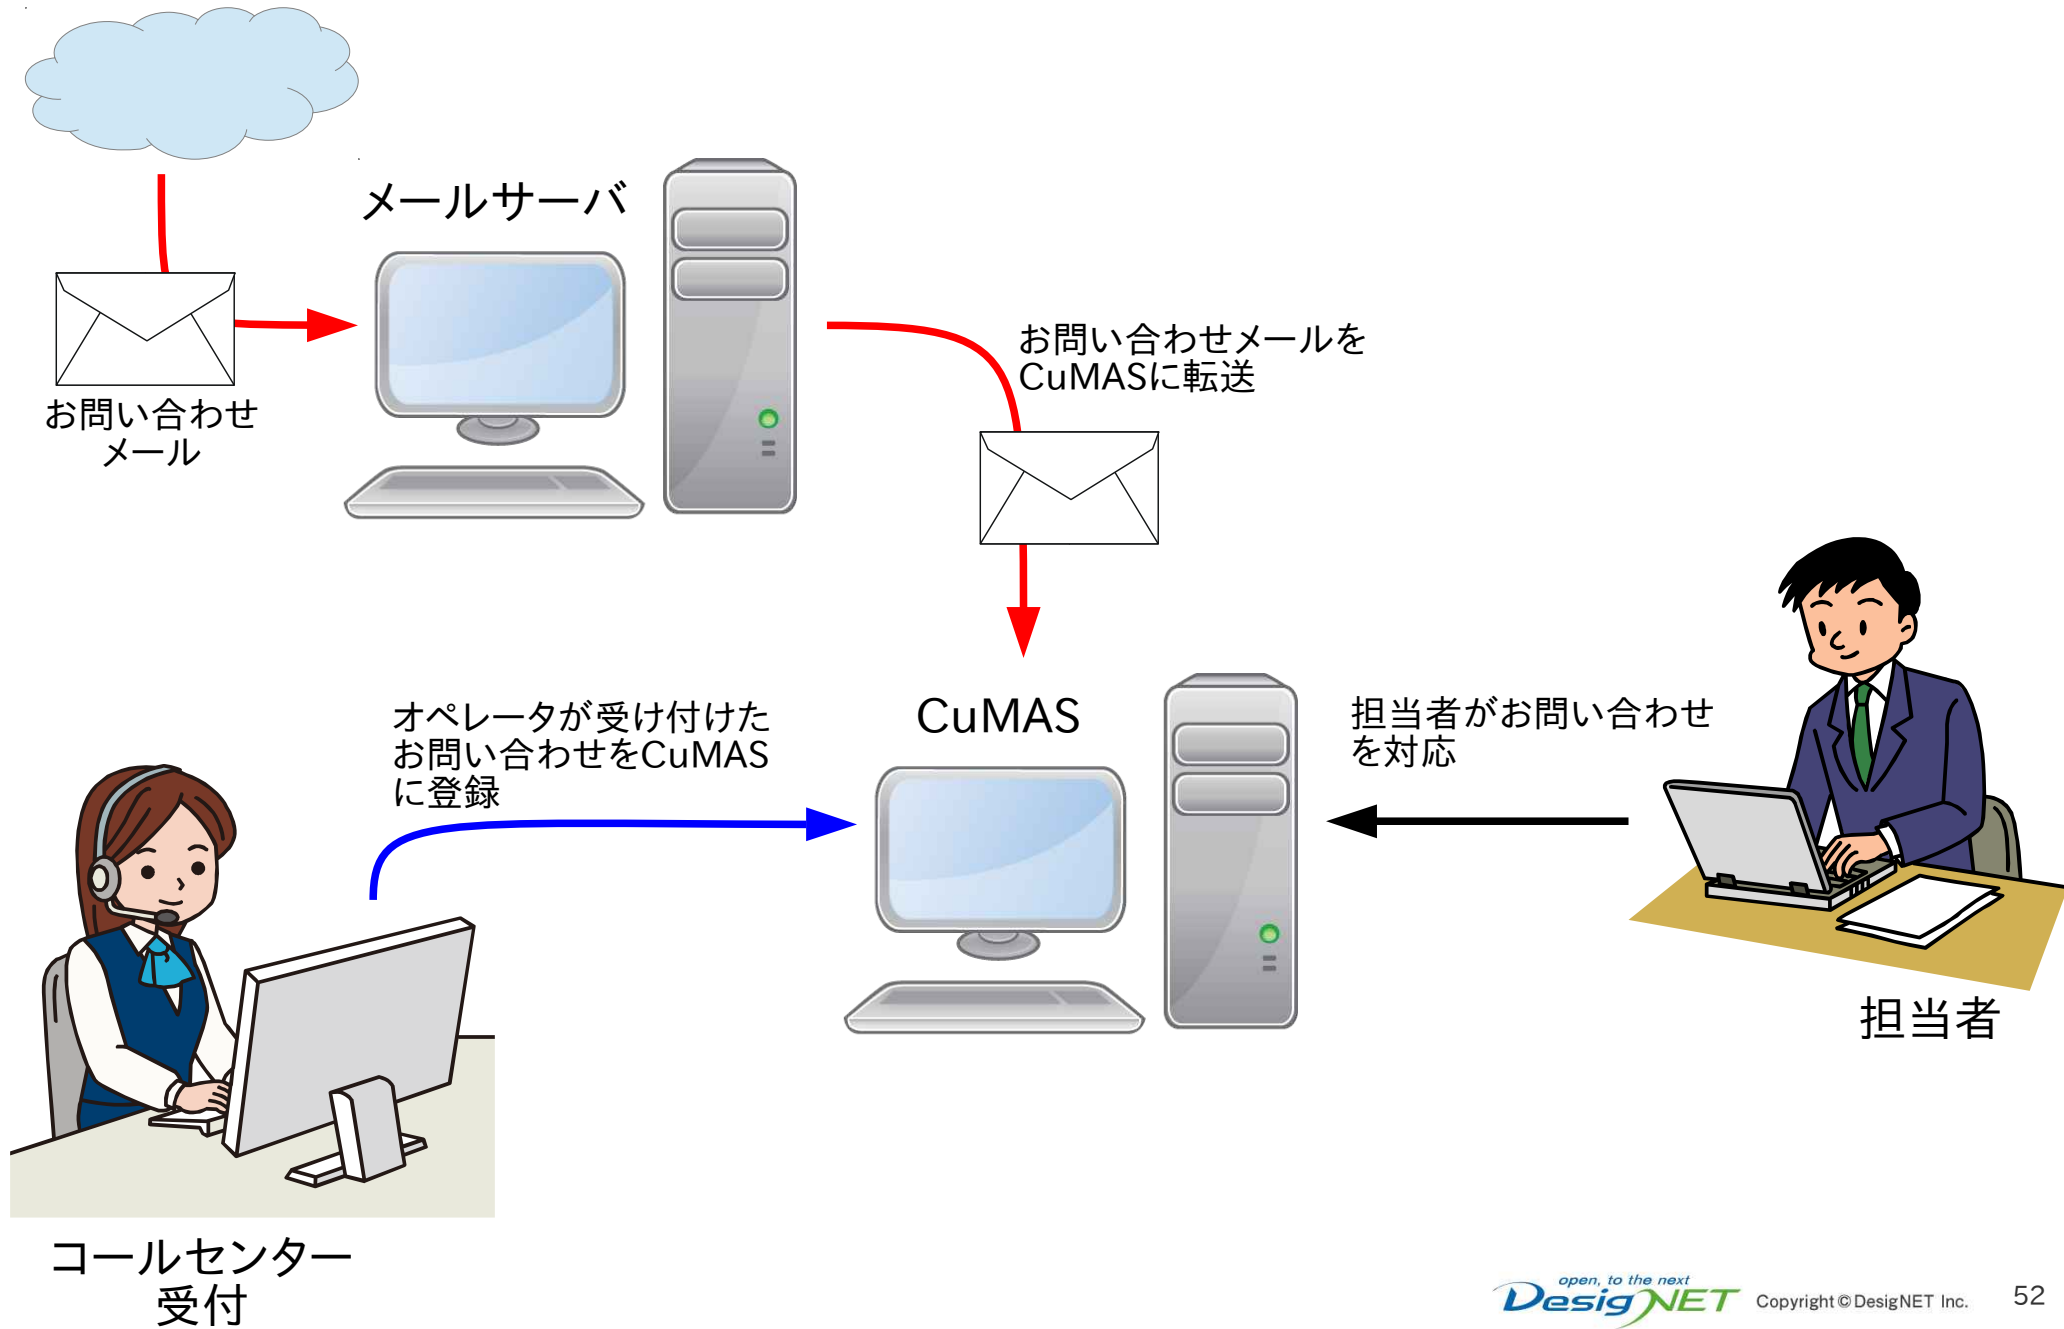 メールサーバ
お問い合わせ
メール
お問い合わせメールを
CuMASに転送
オペレータが受け付けた
お問い合わせをCuMAS
に登録
CuMAS
担当者がお問い合わせ
を対応
担当者
コールセンター
受付
open, to the next
DesigNET
Copyright © DesigNET Inc.
52